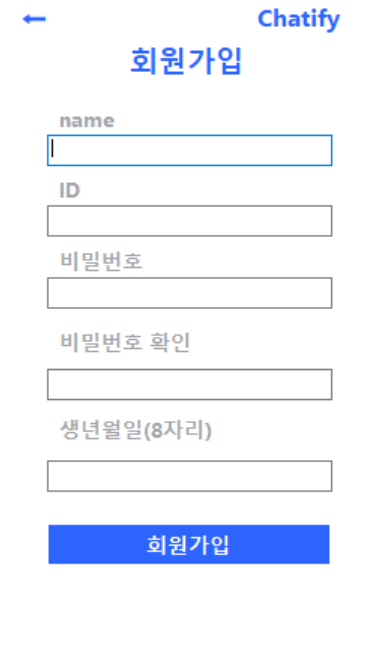 ← Chatify
회원가입
name
ID
비밀번호
비밀번호 확인
생년월일(8자리)
회원가입